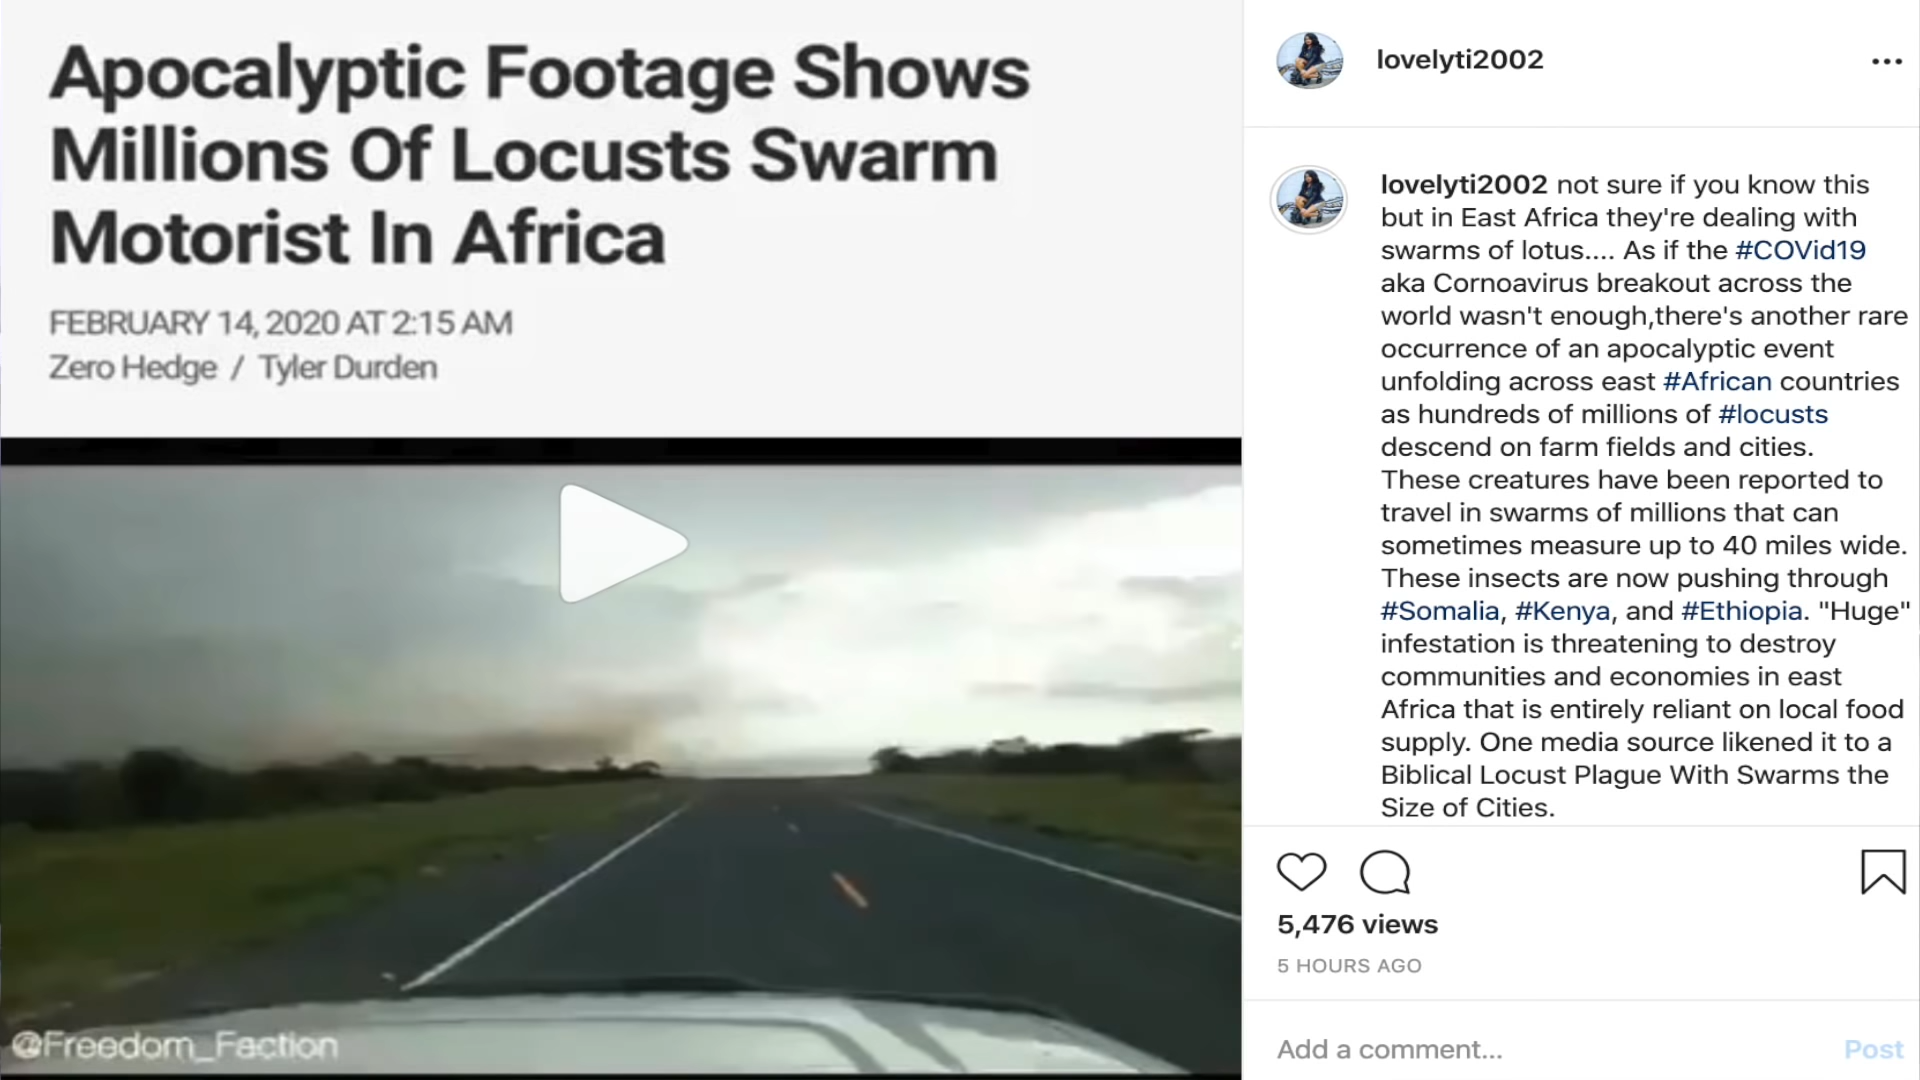 Apocalyptic Footage Shows
Millions Of Locusts Swarm
Motorist In Africa
FEBRUARY 14, 2020 AT 2:15 AM
Zero Hedge / Tyler Durden
@Freedom_Faction
lovelyti2002
lovelyti2002 not sure if you know this
but in East Africa they're dealing with
swarms of lotus.... As if the #COVid19
aka Cornoavirus breakout across the
world wasn't enough,there's another rare
occurrence of an apocalyptic event
unfolding across east #African countries
as hundreds of millions of #locusts
descend on farm fields and cities.
These creatures have been reported to
travel in swarms of millions that can
sometimes measure up to 40 miles wide.
These insects are now pushing through
#Somalia, #Kenya, and #Ethiopia. "Huge"
infestation is threatening to destroy
communities and economies in east
Africa that is entirely reliant on local food
supply. One media source likened it to a
Biblical Locust Plague With Swarms the
Size of Cities.
5,476 views
5 HOURS AGO
Add a comment...
Post